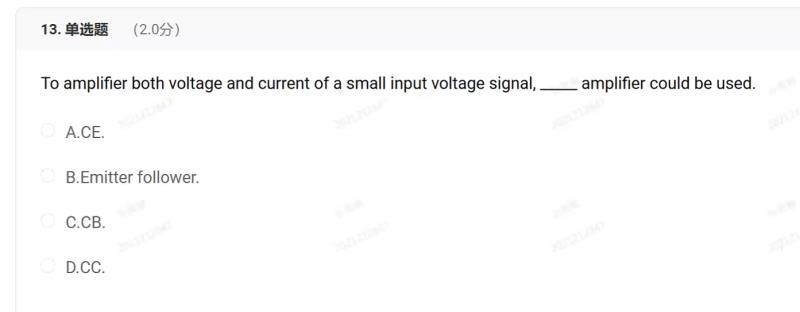 13. 单选题 （2.0分）
To amplifier both voltage and current of a small input voltage signal, _____ amplifier could be used.
A.CE.
B.Emitter follower.
C.CB.
D.CC.